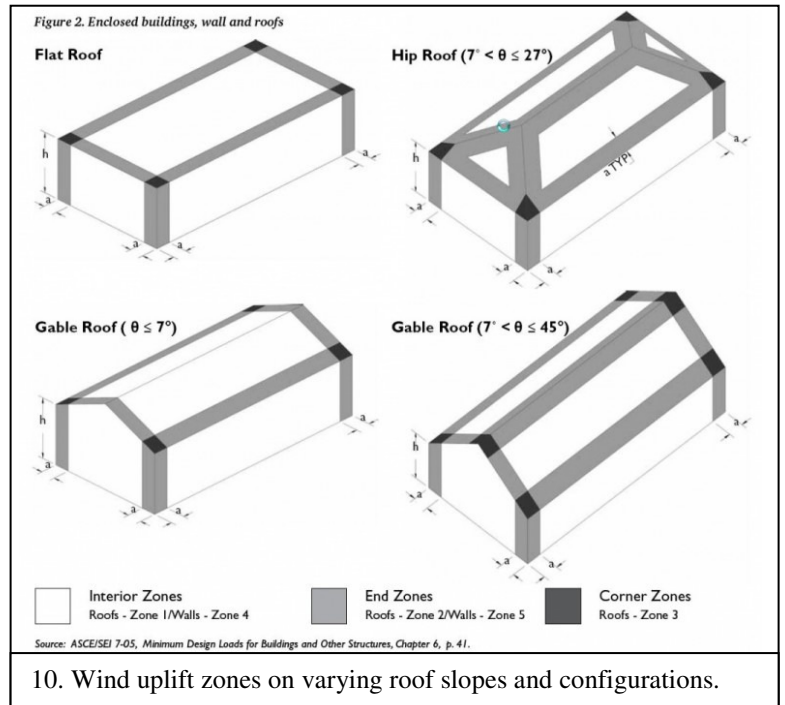 Figure 2. Enclosed buildings, wall and roofs
Flat Roof
h
a
a
a
a
Hip Roof (7° < θ ≤ 27°)
h
a TYP.
a
a
a
a
Gable Roof ( θ ≤ 7°)
h
a
a
a
a
Gable Roof (7° < θ ≤ 45°)
h
a
a
a
a
Interior Zones
Roofs - Zone 1/Walls - Zone 4
End Zones
Roofs - Zone 2/Walls - Zone 5
Corner Zones
Roofs - Zone 3
Source: ASCE/SEI 7-05, Minimum Design Loads for Buildings and Other Structures, Chapter 6, p. 41.
10. Wind uplift zones on varying roof slopes and configurations.